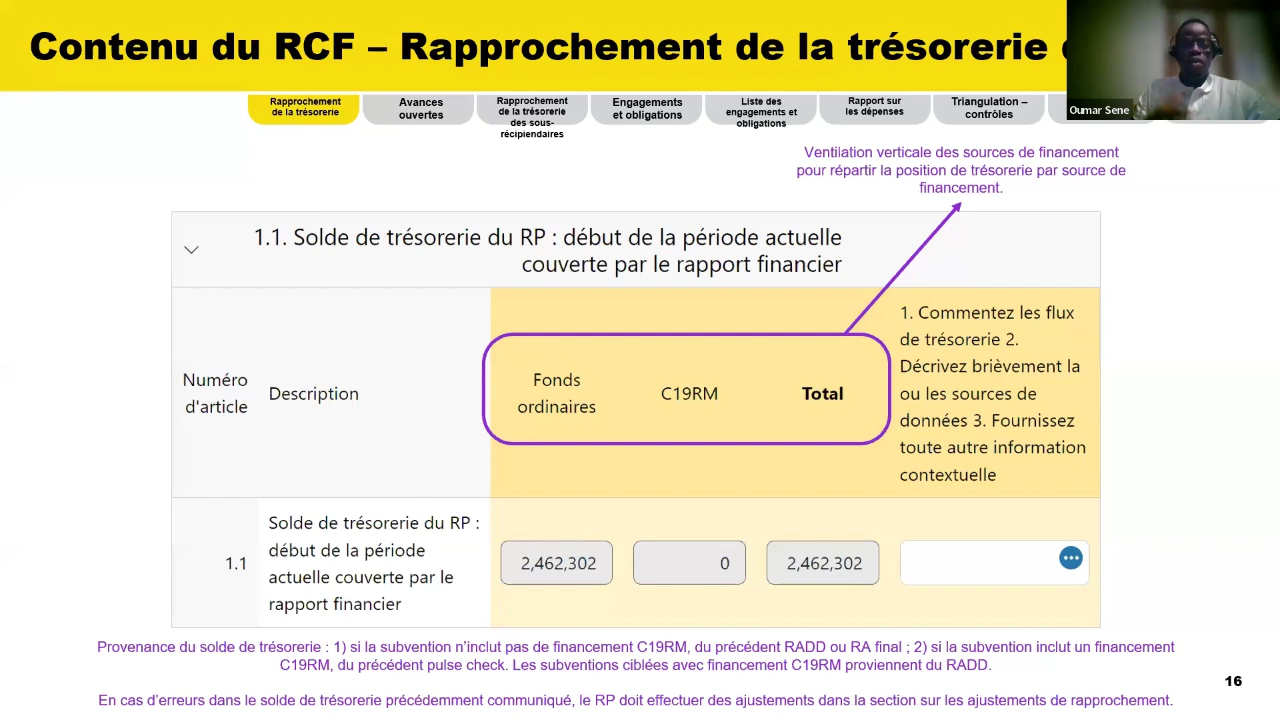 Contenu du RCF – Rapprochement de la trésorerie
Oumar Sene
Rapprochement
de la trésorerie
Avances
ouvertes
Rapprochement
de la trésorerie
des sous-
récipiendaires
Engagements
et obligations
Liste des
engagements et
obligations
Rapport sur
les dépenses
Triangulation –
contrôles
Ventilation verticale des sources de financement
pour répartir la position de trésorerie par source de
financement.
1.1. Solde de trésorerie du RP : début de la période actuelle
couverte par le rapport financier
Numéro
d'article
Description
Fonds
ordinaires
C19RM
Total
1. Commentez les flux
de trésorerie 2.
Décrivez brièvement la
ou les sources de
données 3. Fournissez
toute autre information
contextuelle
1.1
Solde de trésorerie du RP :
début de la période
actuelle couverte par le
rapport financier
2,462,302
0
2,462,302
Provenance du solde de trésorerie : 1) si la subvention n’inclut pas de financement C19RM, du précédent RADD ou RA final ; 2) si la subvention inclut un financement
C19RM, du précédent pulse check. Les subventions ciblées avec financement C19RM proviennent du RADD.
En cas d’erreurs dans le solde de trésorerie précédemment communiqué, le RP doit effectuer des ajustements dans la section sur les ajustements de rapprochement.
16